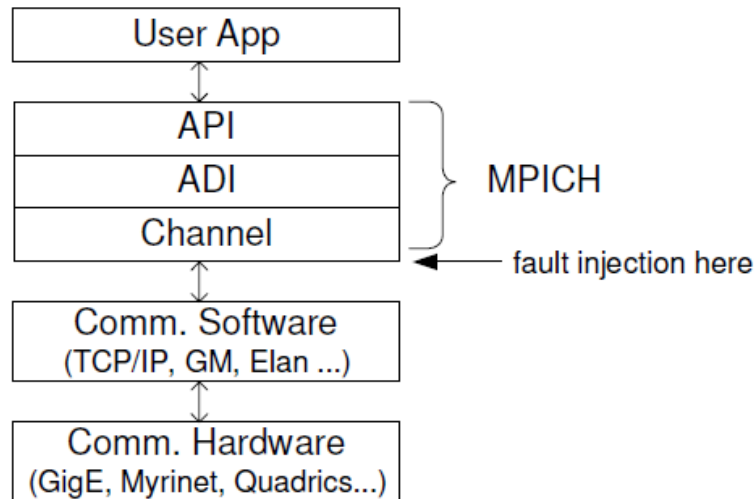 User App
API
ADI
MPICH
Channel
fault injection here
Comm. Software
(TCP/IP, GM, Elan ...)
Comm. Hardware
(GigE, Myrinet, Quadrics...)